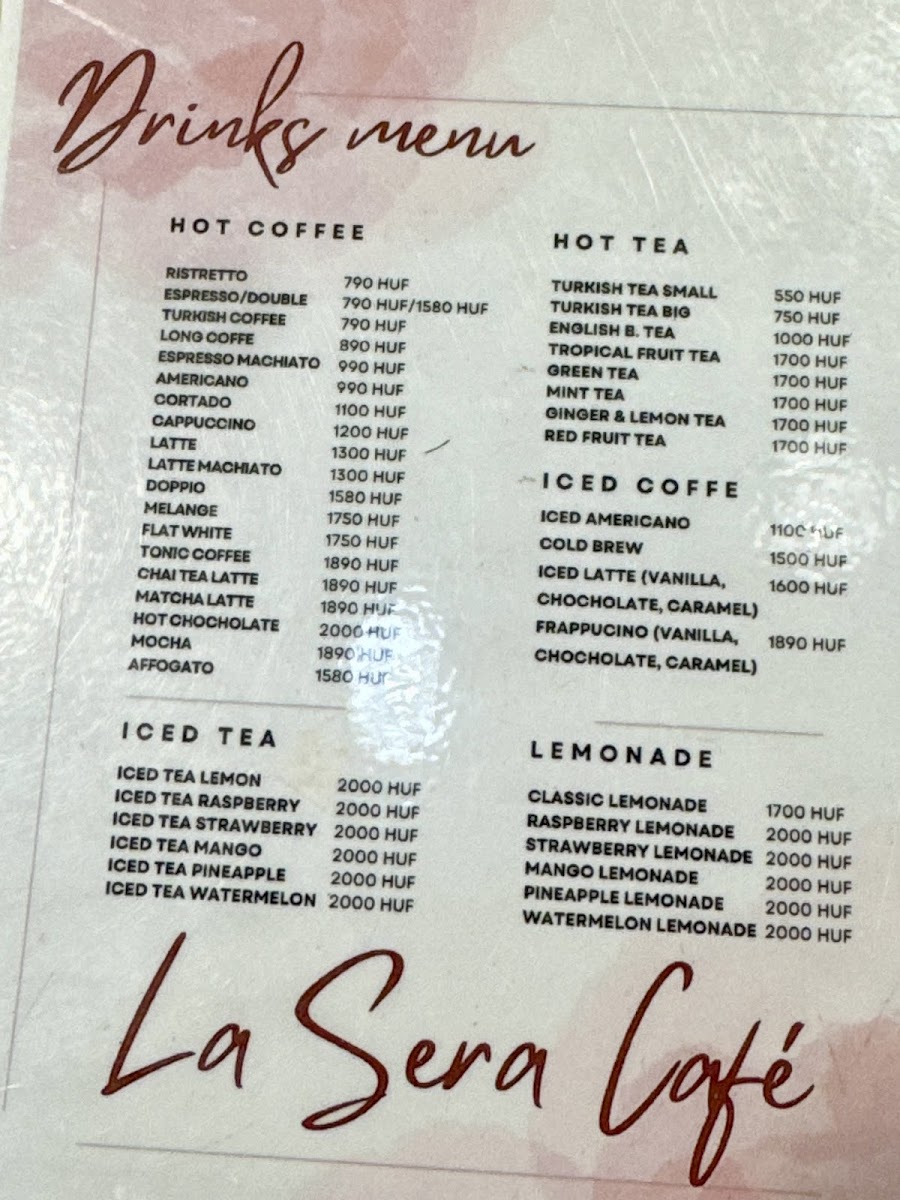 Drinks menu
HOT COFFEE
RISTRETTO 790 HUF
ESPRESSO/DOUBLE 790 HUF/1580 HUF
TURKISH COFFEE 790 HUF
LONG COFFE 890 HUF
ESPRESSO MACHIATO 990 HUF
AMERICANO 990 HUF
CORTADO 1100 HUF
CAPPUCCINO 1200 HUF
LATTE 1300 HUF
LATTE MACHIATO 1300 HUF
DOPPIO 1580 HUF
MELANGE 1750 HUF
FLAT WHITE 1750 HUF
TONIC COFFEE 1890 HUF
CHAI TEA LATTE 1890 HUF
MATCHA LATTE 1890 HUF
HOT CHOCHOLATE 2000 HUF
MOCHA 1890 HUF
AFFOGATO 1580 HUF
HOT TEA
TURKISH TEA SMALL 550 HUF
TURKISH TEA BIG 750 HUF
ENGLISH B. TEA 1000 HUF
TROPICAL FRUIT TEA 1700 HUF
GREEN TEA 1700 HUF
MINT TEA 1700 HUF
GINGER & LEMON TEA 1700 HUF
RED FRUIT TEA 1700 HUF
ICED COFFE
ICED AMERICANO 1100 HUF
COLD BREW 1500 HUF
ICED LATTE (VANILLA, 1600 HUF
CHOCHOLATE, CARAMEL)
FRAPPUCINO (VANILLA, 1890 HUF
CHOCHOLATE, CARAMEL)
ICED TEA
ICED TEA LEMON 2000 HUF
ICED TEA RASPBERRY 2000 HUF
ICED TEA STRAWBERRY 2000 HUF
ICED TEA MANGO 2000 HUF
ICED TEA PINEAPPLE 2000 HUF
ICED TEA WATERMELON 2000 HUF
LEMONADE
CLASSIC LEMONADE 1700 HUF
RASPBERRY LEMONADE 2000 HUF
STRAWBERRY LEMONADE 2000 HUF
MANGO LEMONADE 2000 HUF
PINEAPPLE LEMONADE 2000 HUF
WATERMELON LEMONADE 2000 HUF
La Sera Café